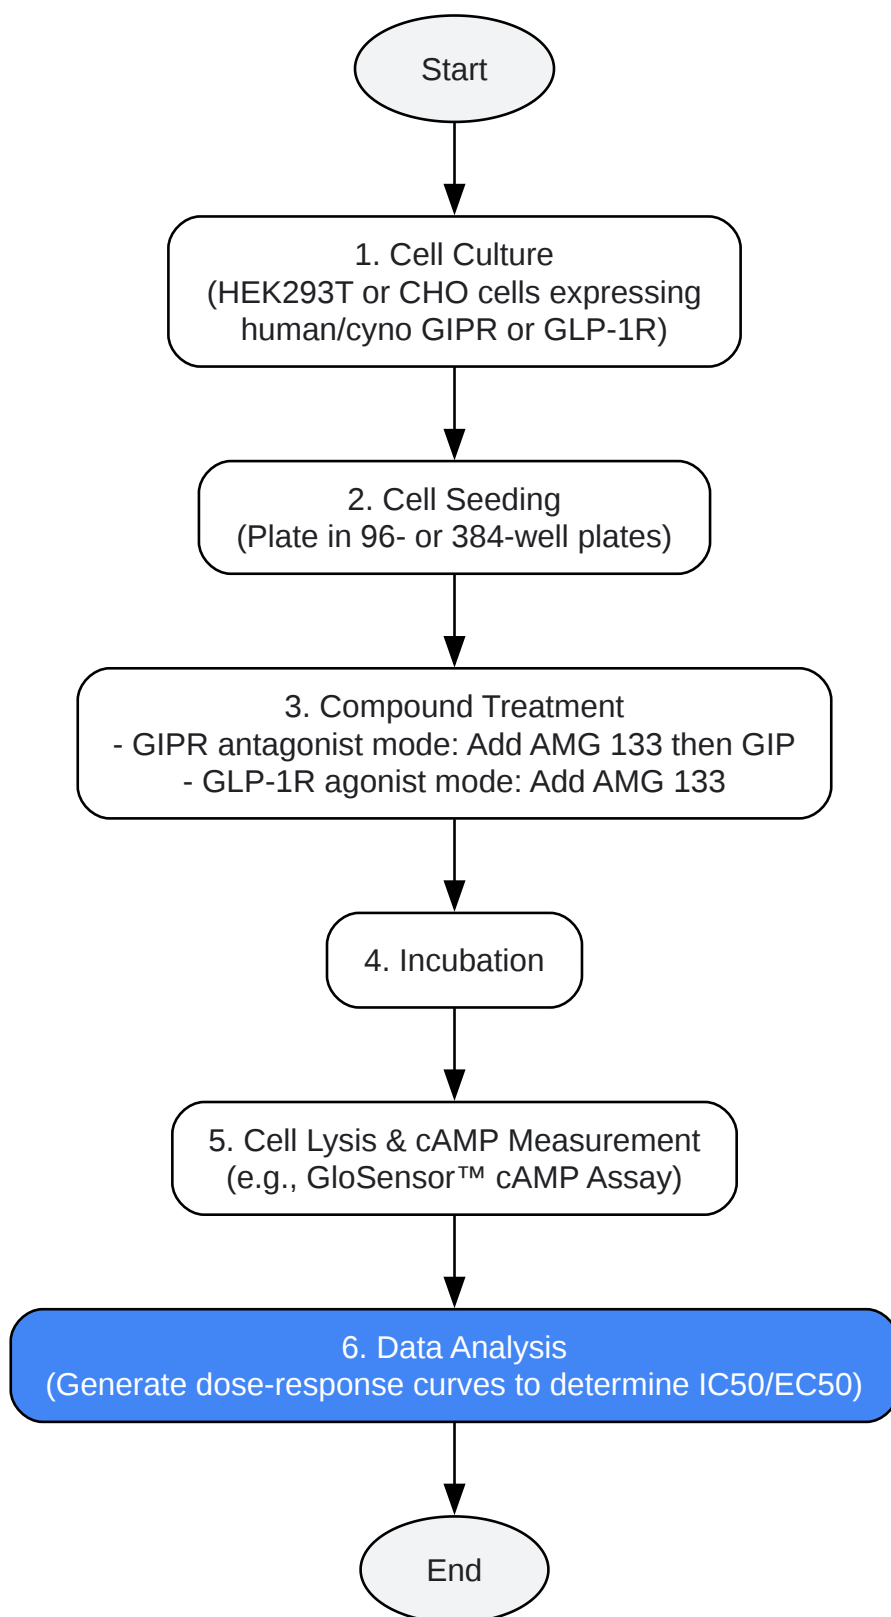 Start
1. Cell Culture
(HEK293T or CHO cells expressing
human/cyno GIPR or GLP-1R)
2. Cell Seeding
(Plate in 96- or 384-well plates)
3. Compound Treatment
- GIPR antagonist mode: Add AMG 133 then GIP
- GLP-1R agonist mode: Add AMG 133
4. Incubation
5. Cell Lysis & cAMP Measurement
(e.g., GloSensor™ cAMP Assay)
6. Data Analysis
(Generate dose-response curves to determine IC50/EC50)
End